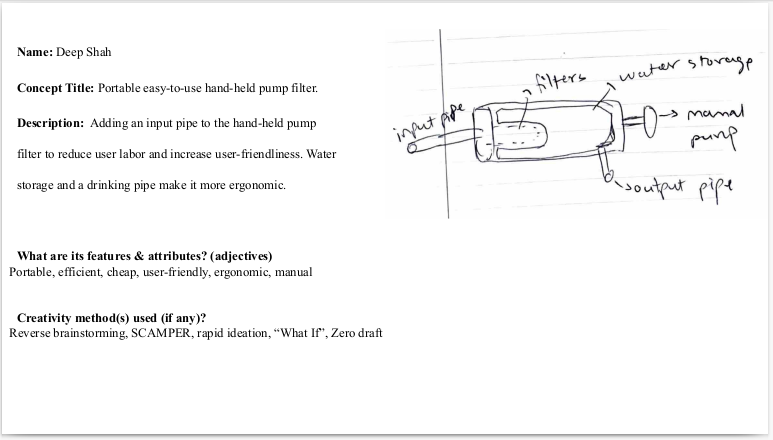 Name: Deep Shah
Concept Title: Portable easy-to-use hand-held pump filter.
Description: Adding an input pipe to the hand-held pump
filter to reduce user labor and increase user-friendliness. Water
storage and a drinking pipe make it more ergonomic.
input pipe
filters
water storage
manal
pump
output pipe
What are its features & attributes? (adjectives)
Portable, efficient, cheap, user-friendly, ergonomic, manual
Creativity method(s) used (if any)?
Reverse brainstorming, SCAMPER, rapid ideation, “What If”, Zero draft